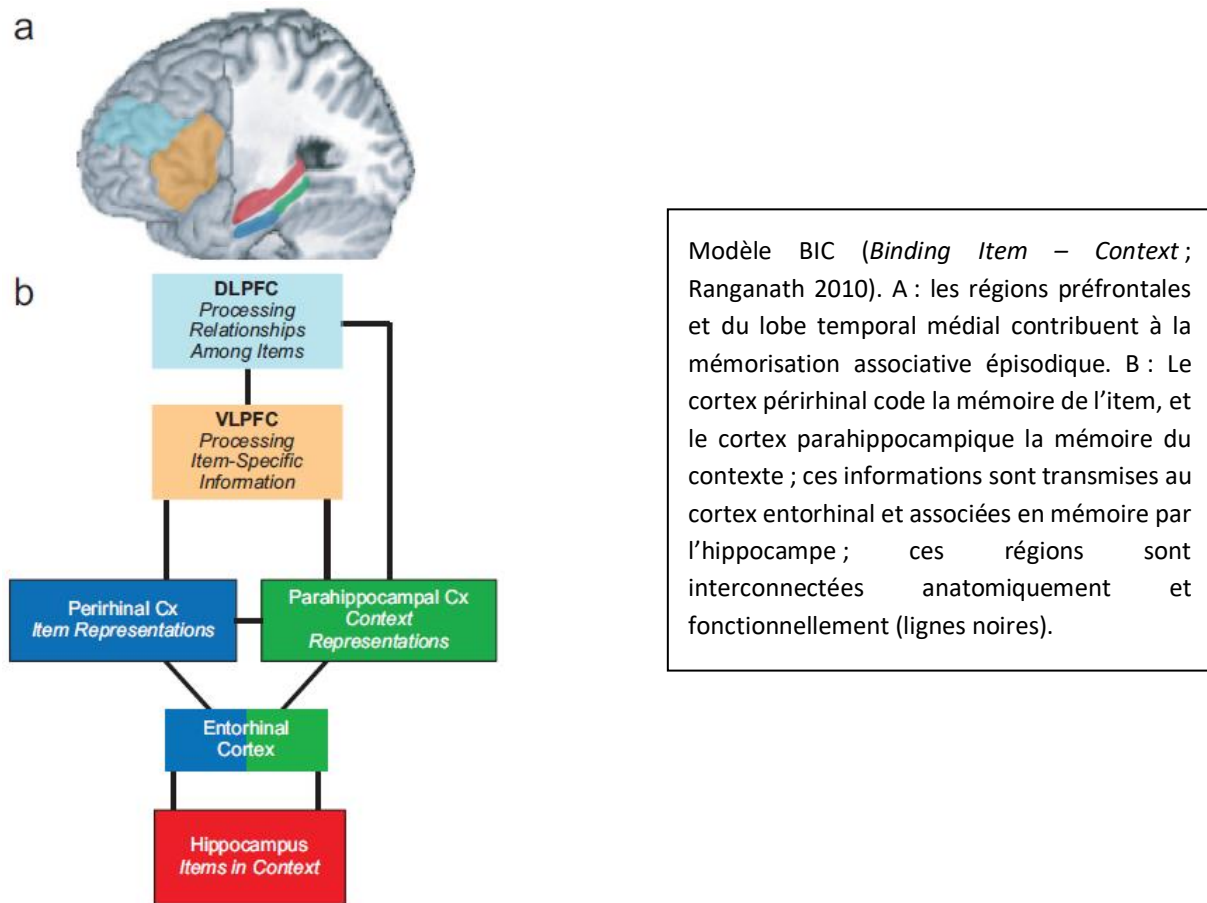 a
b
DLPFC
Processing
Relationships
Among Items
VLPFC
Processing
Item-Specific
Information
Perirhinal Cx
Item Representations
Parahippocampal Cx
Context
Representations
Entorhinal
Cortex
Hippocampus
Items in Context
Modèle BIC (Binding Item – Context ;
Ranganath 2010). A : les régions préfrontales
et du lobe temporal médial contribuent à la
mémorisation associative épisodique. B : Le
cortex périrhinal code la mémoire de l’item, et
le cortex parahippocampique la mémoire du
contexte ; ces informations sont transmises au
cortex entorhinal et associées en mémoire par
l’hippocampe ; ces régions sont
interconnectées anatomiquement et
fonctionnellement (lignes noires).